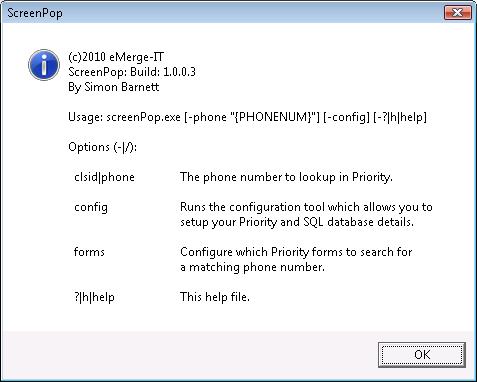 ScreenPop
(c)2010 eMerge-IT
ScreenPop: Build: 1.0.0.3
By Simon Barnett
Usage: screenPop.exe [-phone "{PHONENUM}"] [-config] [-?|h|help]
Options (-|/):
clsid|phone The phone number to lookup in Priority.
config Runs the configuration tool which allows you to
setup your Priority and SQL database details.
forms Configure which Priority forms to search for
a matching phone number.
?|h|help This help file.
OK